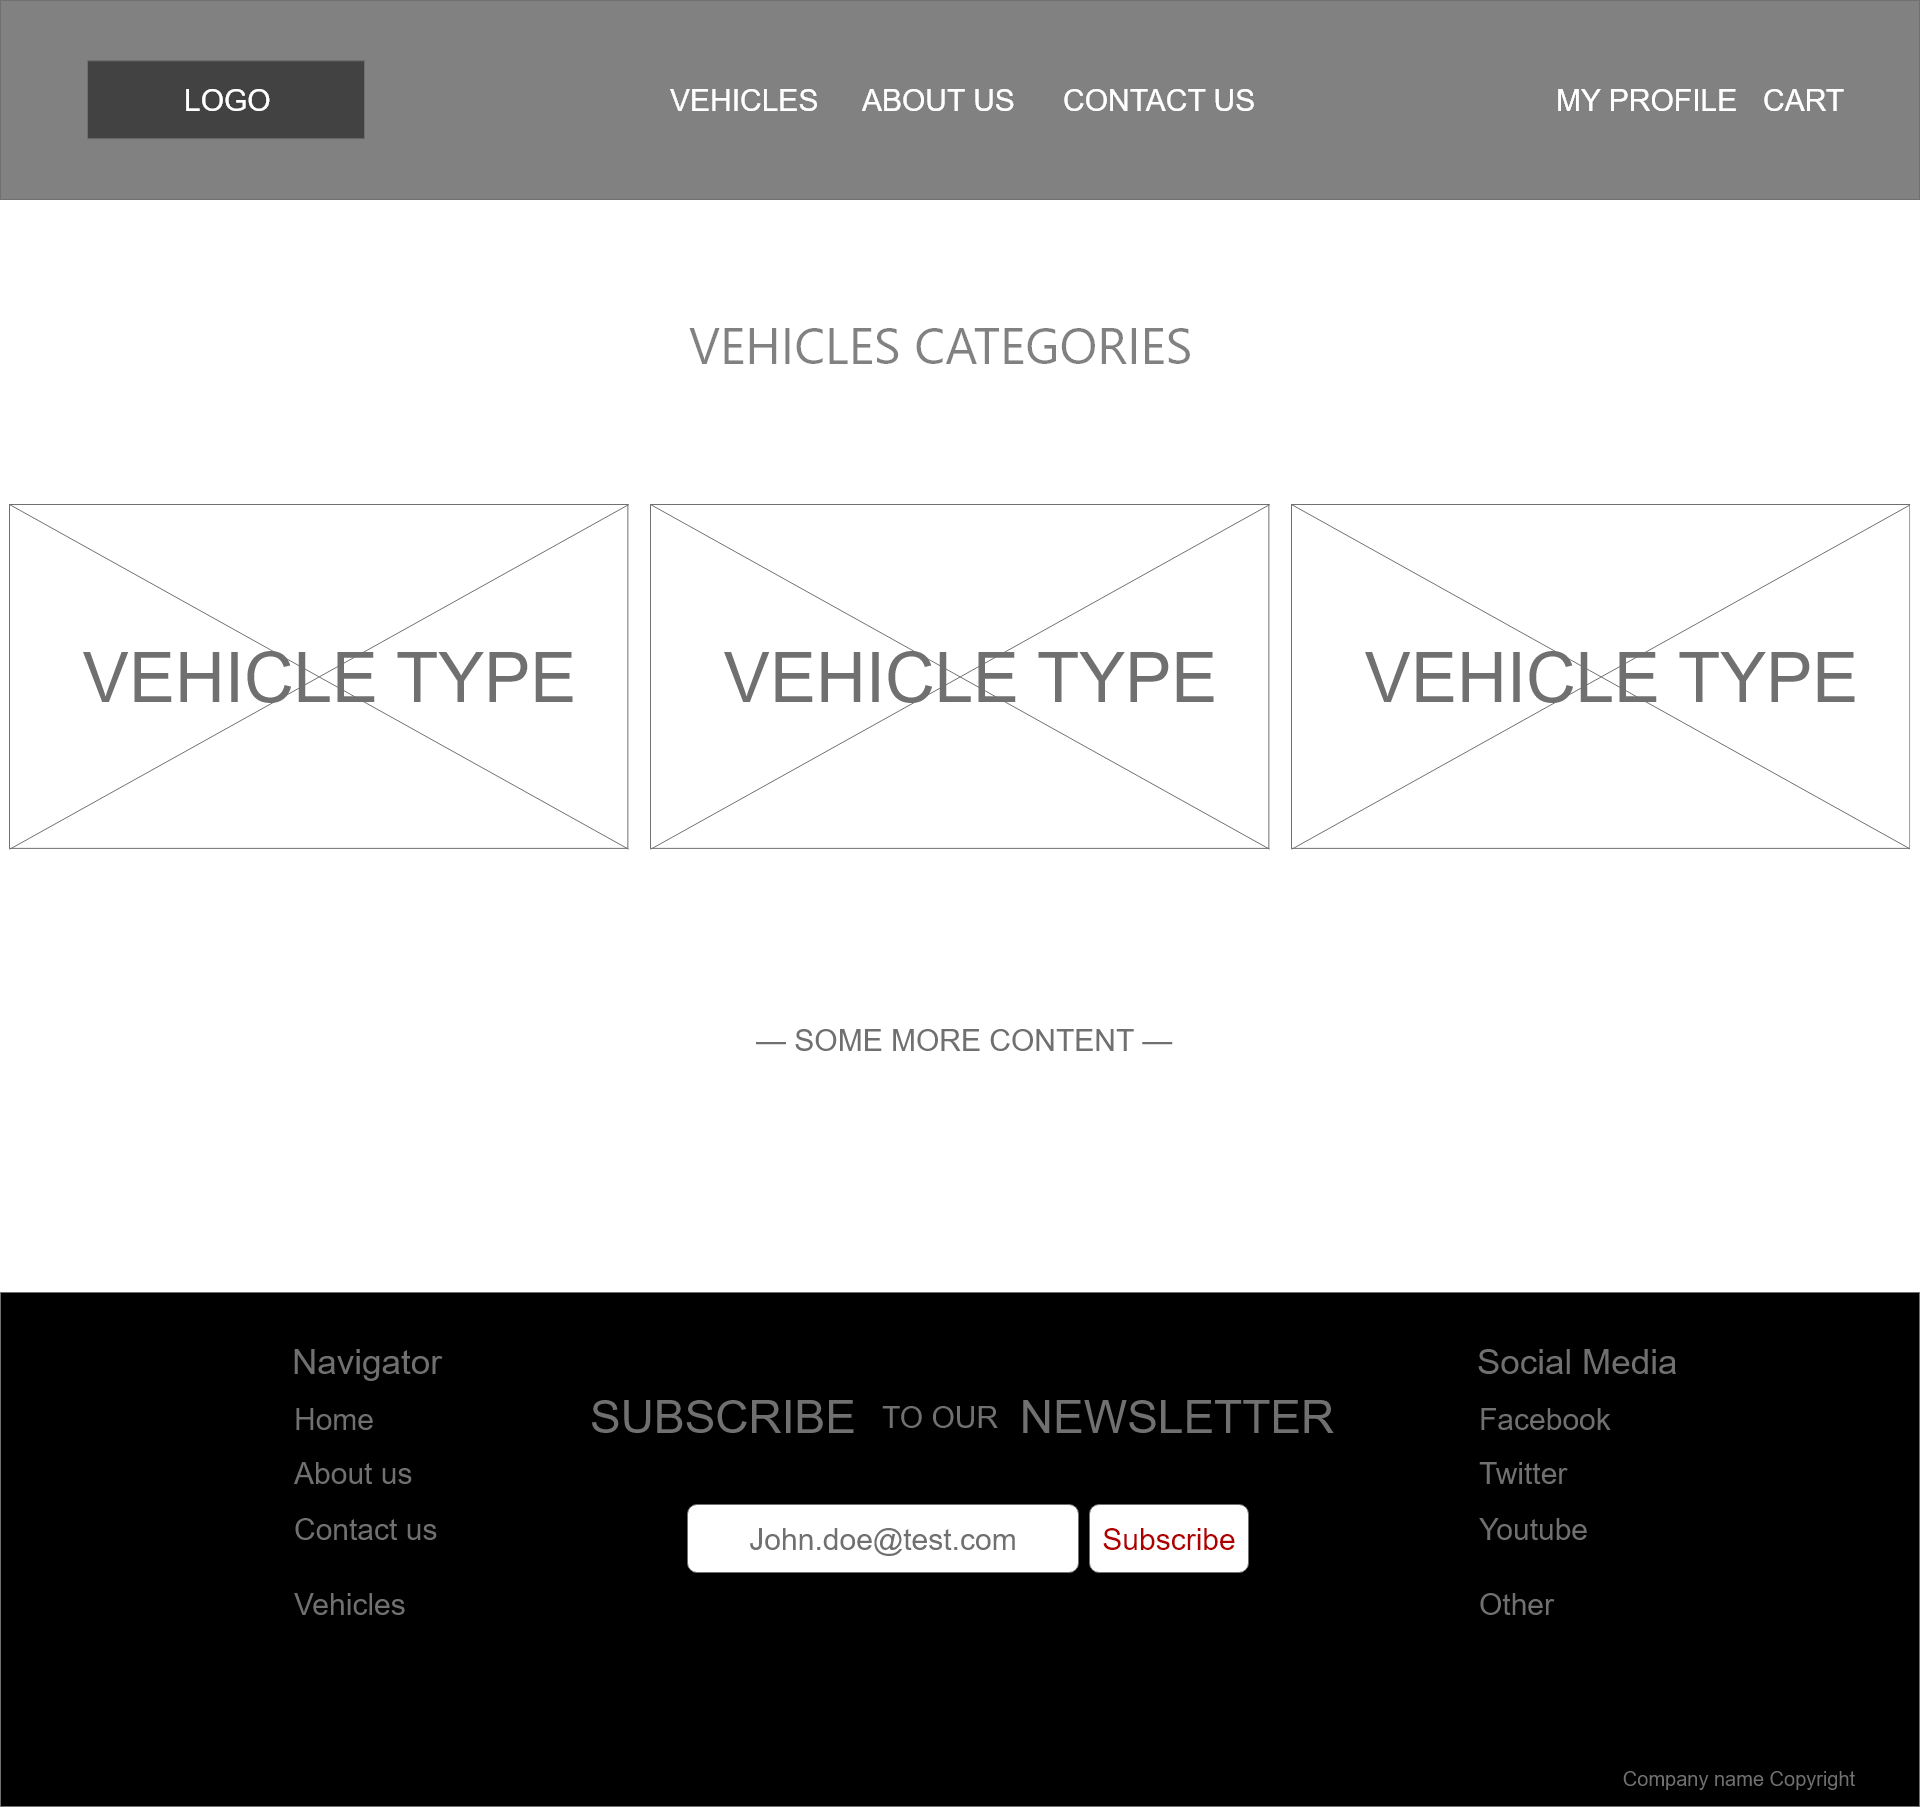 LOGO
VEHICLES ABOUT US CONTACT US
MY PROFILE CART
VEHICLES CATEGORIES
VEHICLE TYPE
VEHICLE TYPE
VEHICLE TYPE
— SOME MORE CONTENT —
Navigator
Home
About us
Contact us
Vehicles
SUBSCRIBE TO OUR NEWSLETTER
John.doe@test.com
Subscribe
Social Media
Facebook
Twitter
Youtube
Other
Company name Copyright